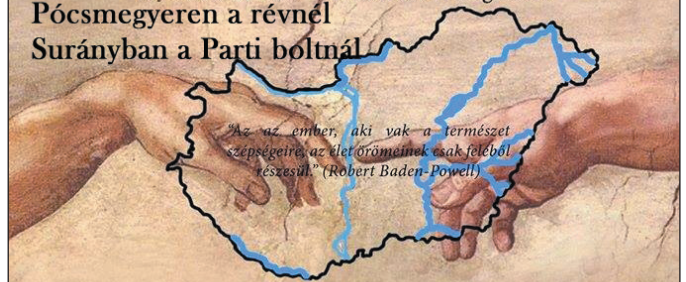 Pócsmegyeren a révnél
Surányban a Parti boltnál
“Az az ember, aki vak a természet
szépségeire, az élet örömeinek csak feléből
részesül.” (Robert Baden-Powell)